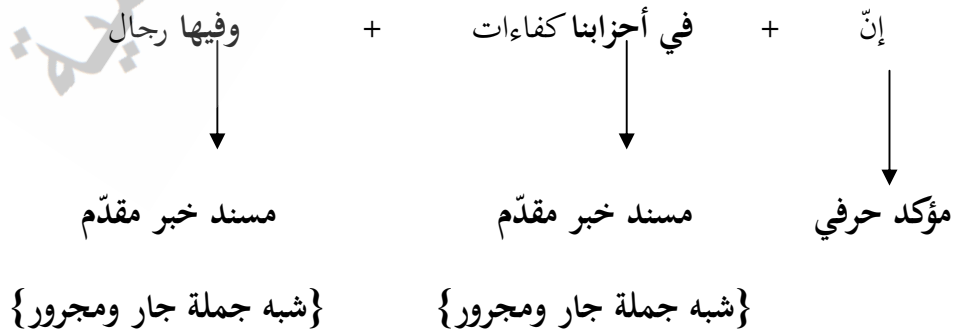 إنّ + في أحزابنا كفاءات + وفيها رجال
مؤكد حرفي مسند خبر مقدّم مسند خبر مقدّم
{شبه جملة جار ومجرور} {شبه جملة جار ومجرور}